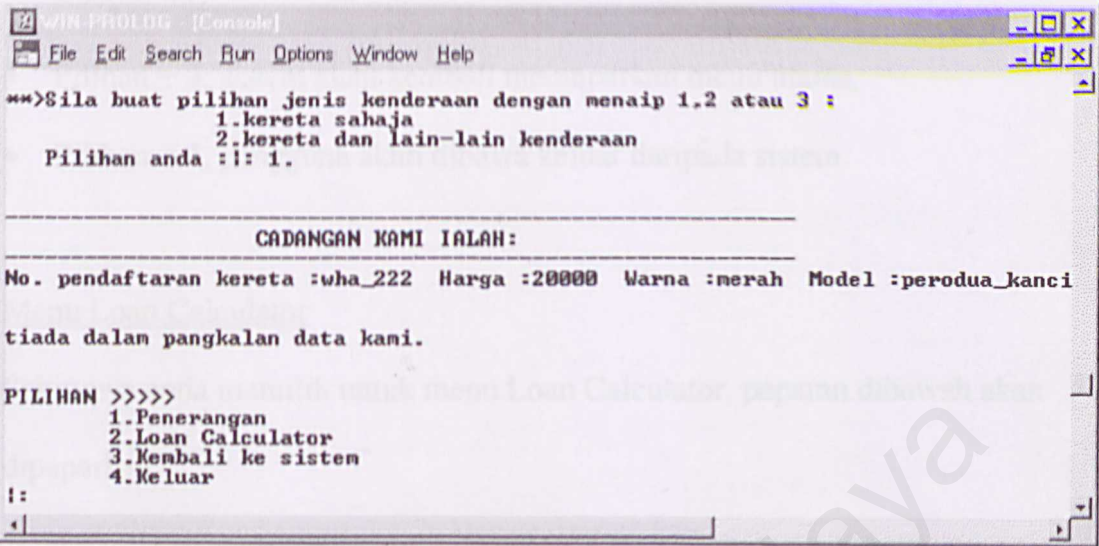 WIN-PROLOG - [Console]
File Edit Search Run Options Window Help
**>Sila buat pilihan jenis kenderaan dengan menaip 1,2 atau 3 :
1.kereta sahaja
2.kereta dan lain-lain kenderaan
Pilihan anda :|: 1.
CADANGAN KAMI IALAH:
No. pendaftaran kereta :wha_222 Harga :20000 Warna :merah Model :perodua_kanci
tiada dalam pangkalan data kami.
PILIHAN >>>>>
1.Penerangan
2.Loan Calculator
3.Kembali ke sistem
4.Keluar
|: